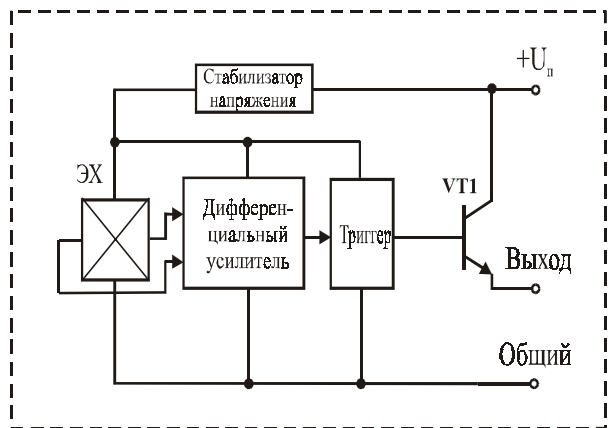 Стабилизатор
напряжения
+Uп
ЭХ
VT1
Дифферен-
циальный
усилитель
Триггер
Выход
Общий